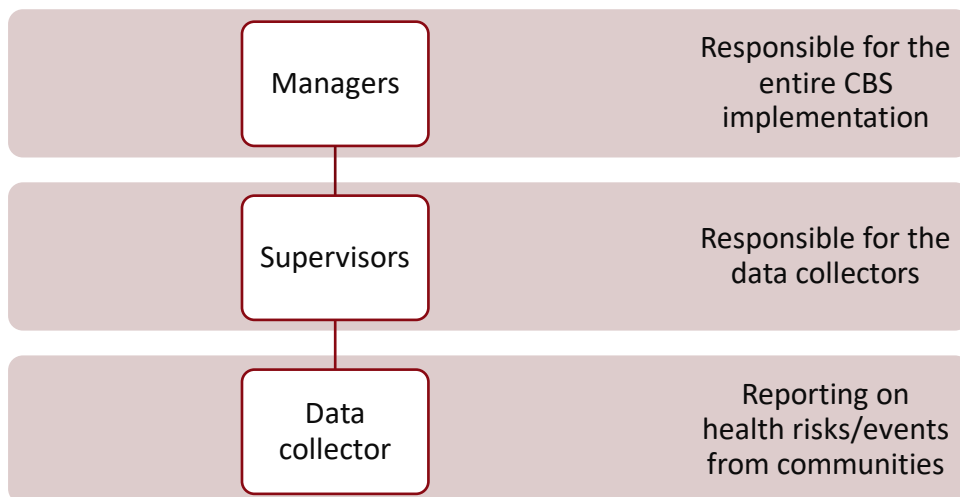 Managers
Responsible for the
entire CBS
implementation
Supervisors
Responsible for the
data collectors
Data
collector
Reporting on
health risks/events
from communities